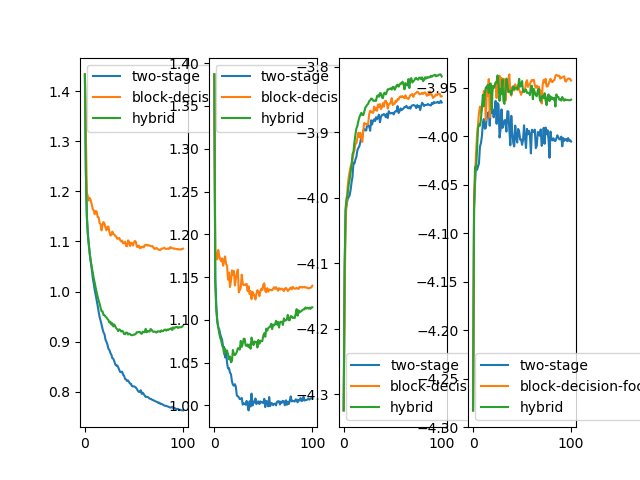 two-stage
block-decis
hybrid
1.4
1.3
1.2
1.1
1.0
0.9
0.8
0 100
two-stage
block-decis
hybrid
1.40
1.35
1.30
1.25
1.20
1.15
1.10
1.05
1.00
0 100
−3.8
−3.9
−4.0
−4.1
−4.2
−4.3
two-stage
block-decis
hybrid
0 100
−3.95
−4.00
−4.05
−4.10
−4.15
−4.20
−4.25
−4.30
two-stage
block-decision-foc
hybrid
0 100